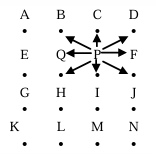 A B C D
E Q P F
G H I J
K L M N